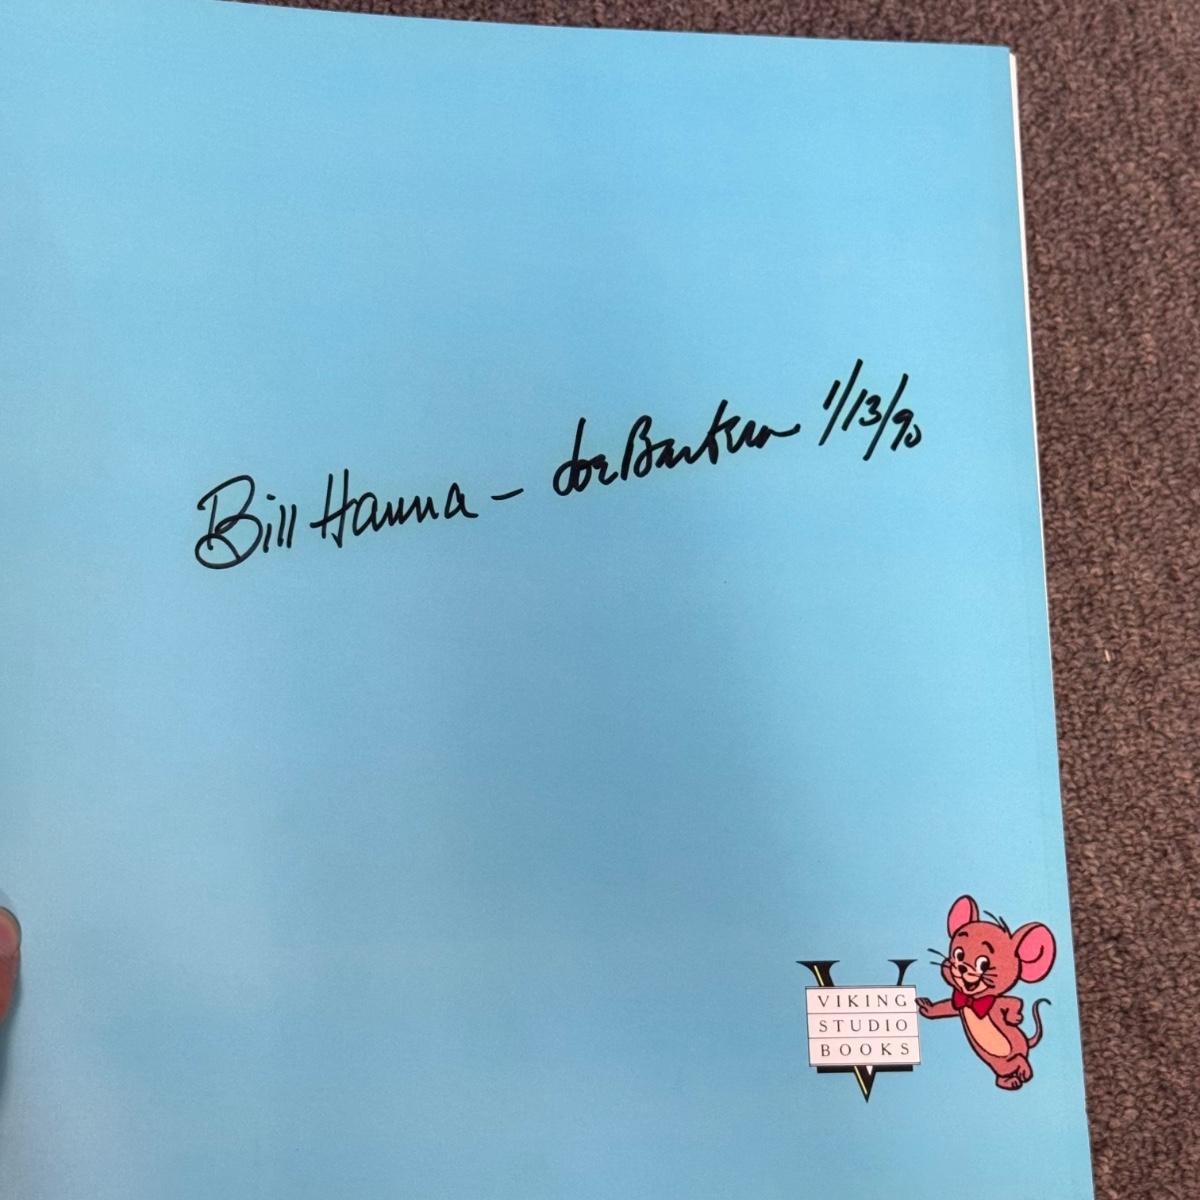 Bill Hanna - Joe Barbera 1/13/90
VIKING
STUDIO
BOOKS